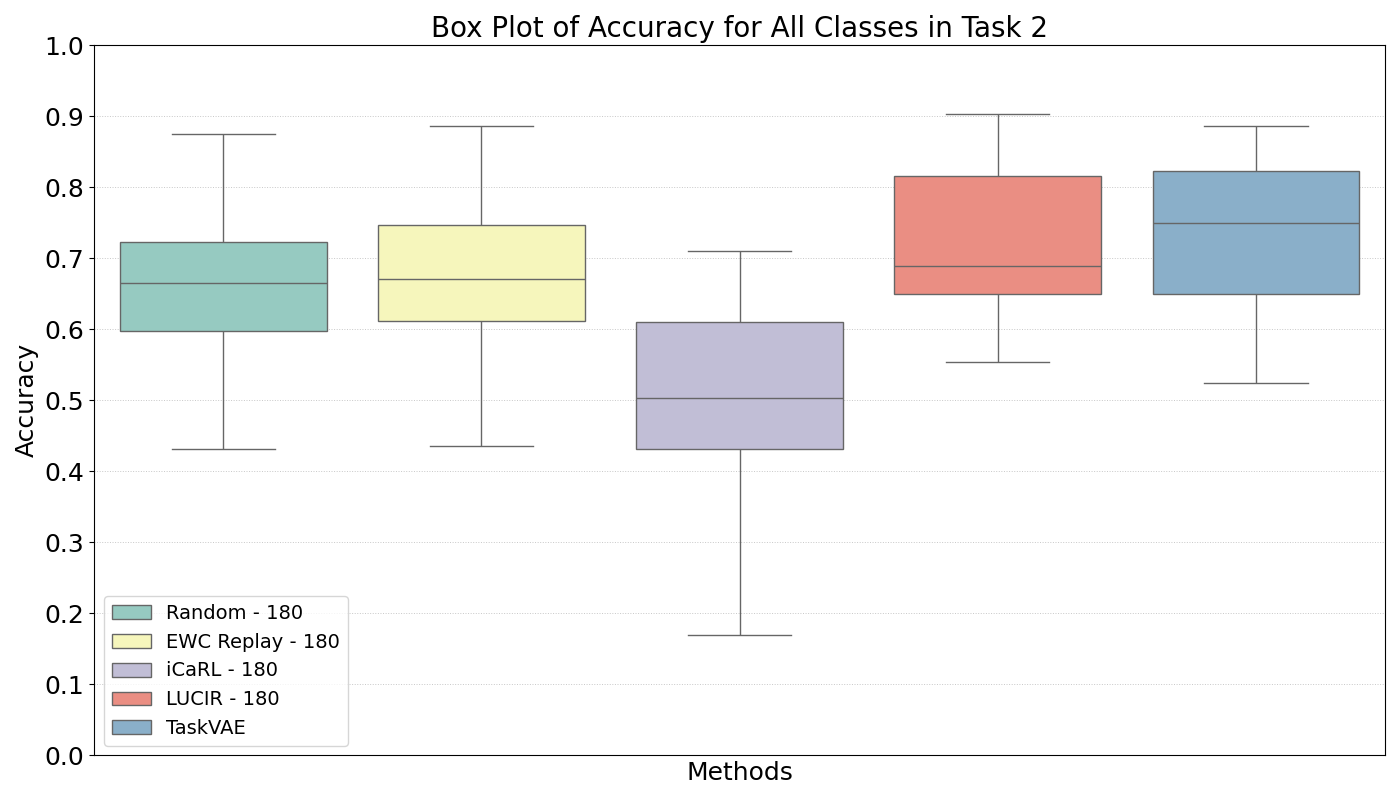 Box Plot of Accuracy for All Classes in Task 2
1.0
0.9
0.8
0.7
0.6
0.5
0.4
0.3
0.2
0.1
0.0
Accuracy
Random - 180
EWC Replay - 180
iCaRL - 180
LUCIR - 180
TaskVAE
Methods